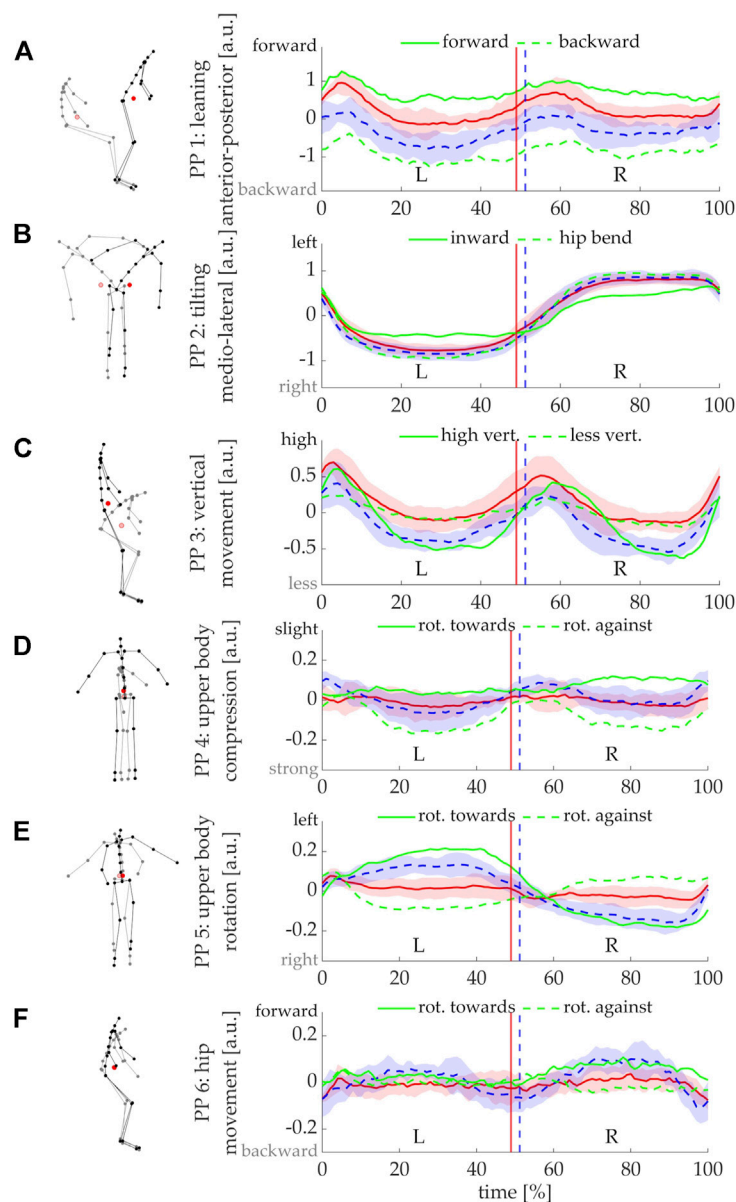 A
PP 1: leaning
anterior-posterior [a.u.]
forward
forward backward
1
0
-1
backward
L R
0 20 40 60 80 100
B
PP 2: tilting
medio-lateral [a.u.]
left
inward hip bend
1
0
-1
right
L R
0 20 40 60 80 100
C
PP 3: vertical
movement [a.u.]
high
high vert. less vert.
0.5
0
-0.5
less
L R
0 20 40 60 80 100
D
PP 4: upper body
compression [a.u.]
slight
rot. towards rot. against
0.2
0
-0.2
strong
L R
0 20 40 60 80 100
E
PP 5: upper body
rotation [a.u.]
left
rot. towards rot. against
0.2
0
-0.2
right
L R
0 20 40 60 80 100
F
PP 6: hip
movement [a.u.]
forward
rot. towards rot. against
0.2
0
-0.2
backward
L R
0 20 40 60 80 100
time [%]